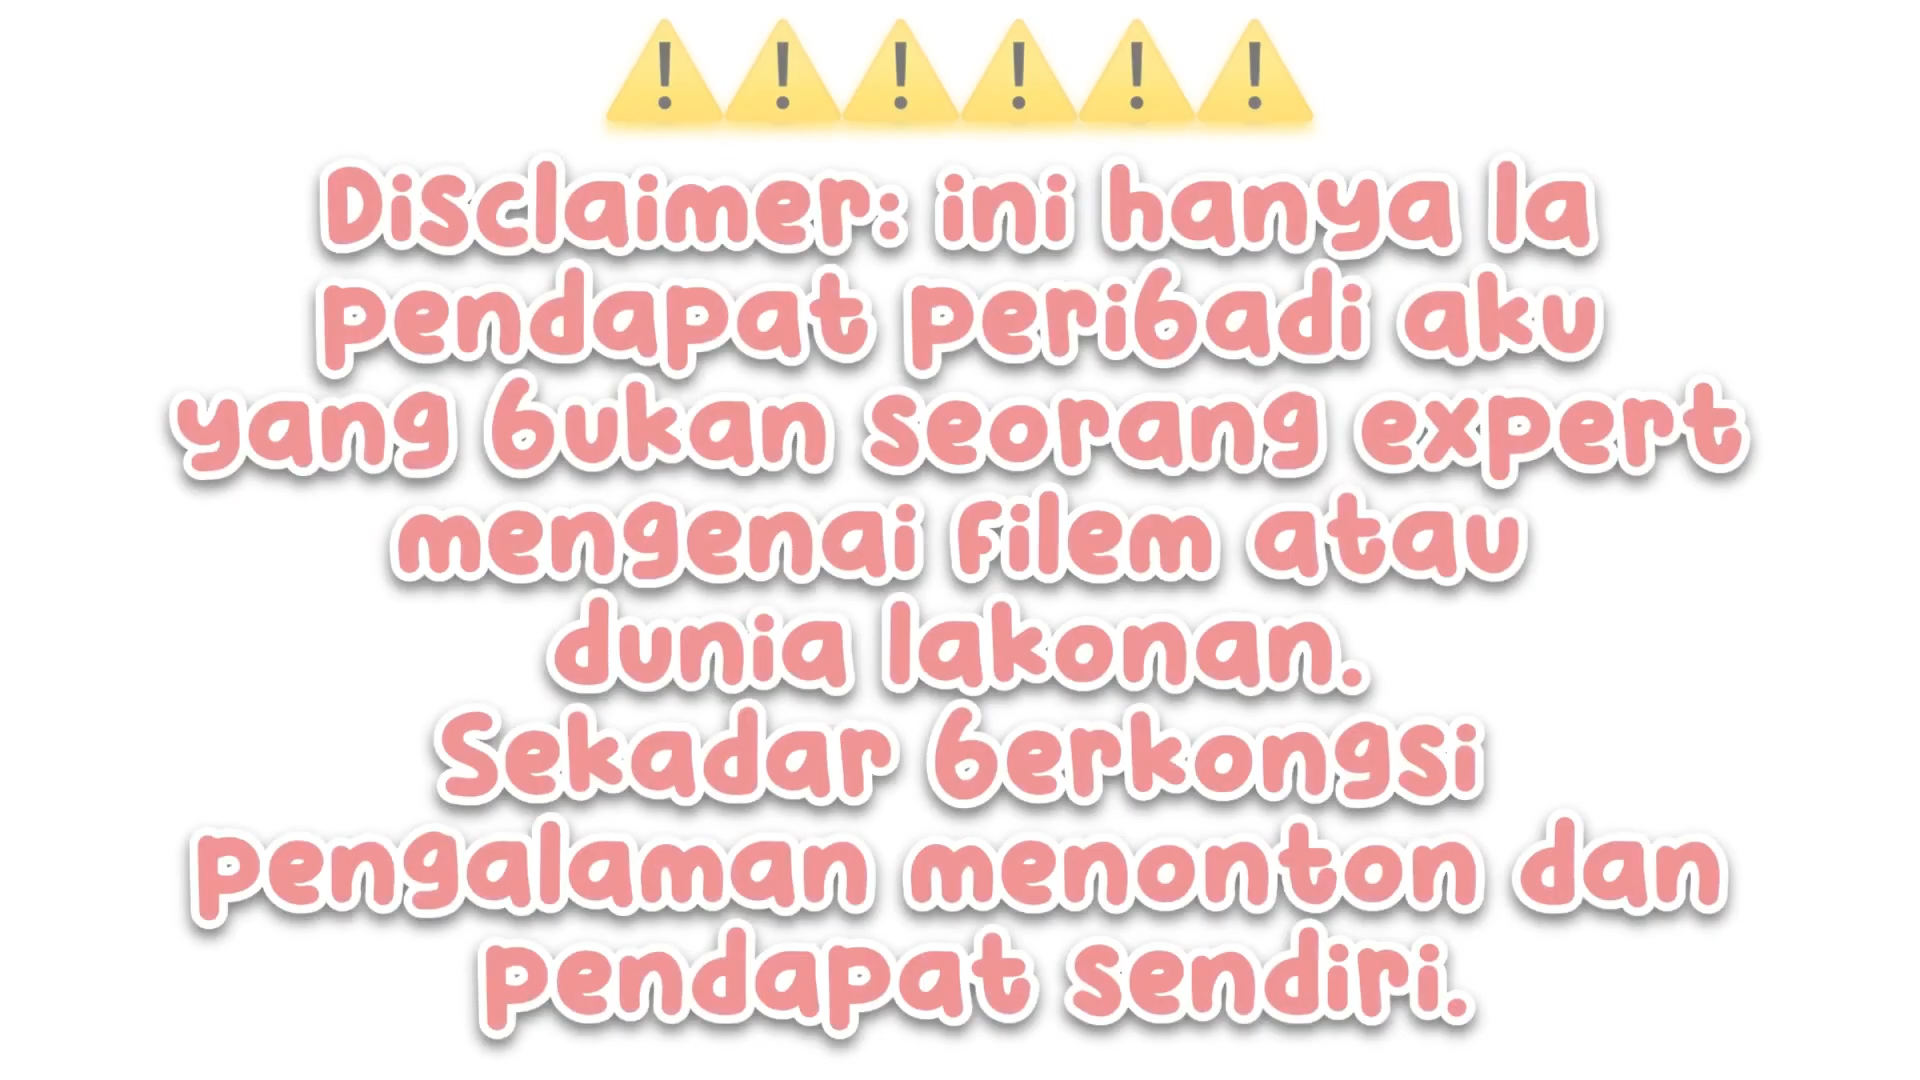 ⚠️⚠️⚠️⚠️⚠️⚠️
Disclaimer: ini hanya la
pendapat peribadi aku
yang bukan seorang expert
mengenai filem atau
dunia lakonan.
Sekadar berkongsi
pengalaman menonton dan
pendapat sendiri.